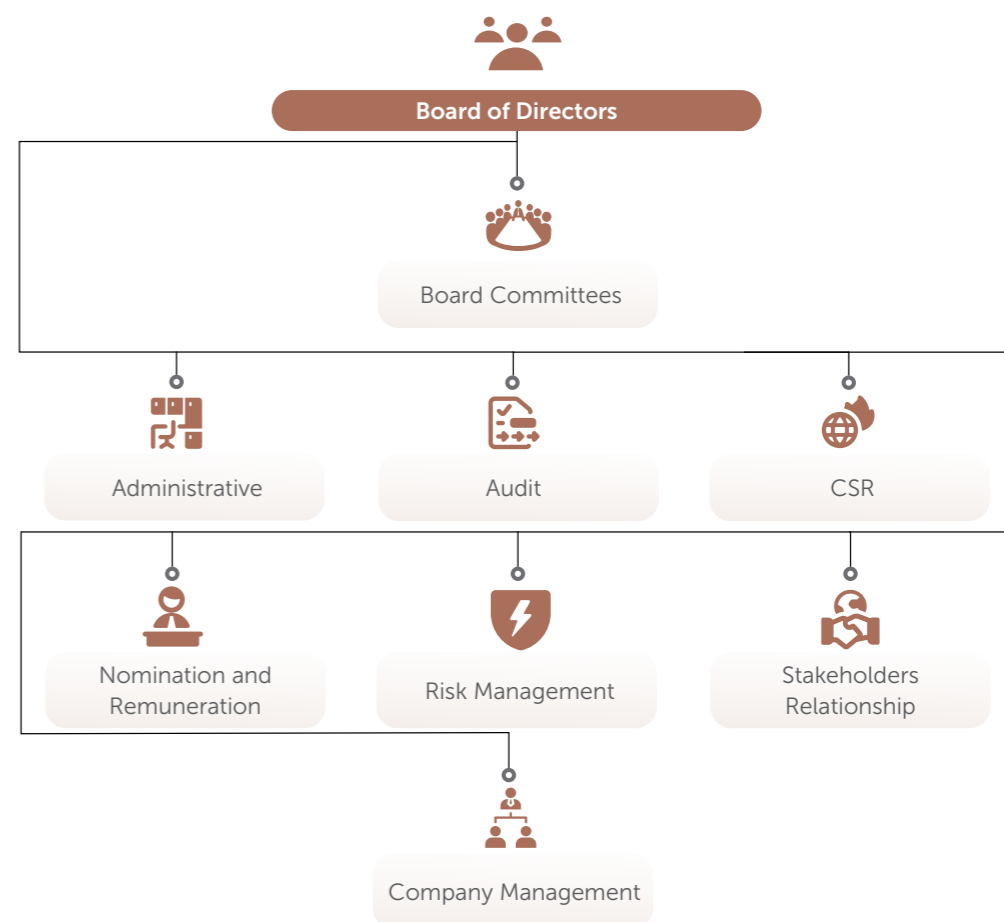 Board of Directors
Board Committees
Administrative
Audit
CSR
Nomination and
Remuneration
Risk Management
Stakeholders
Relationship
Company Management